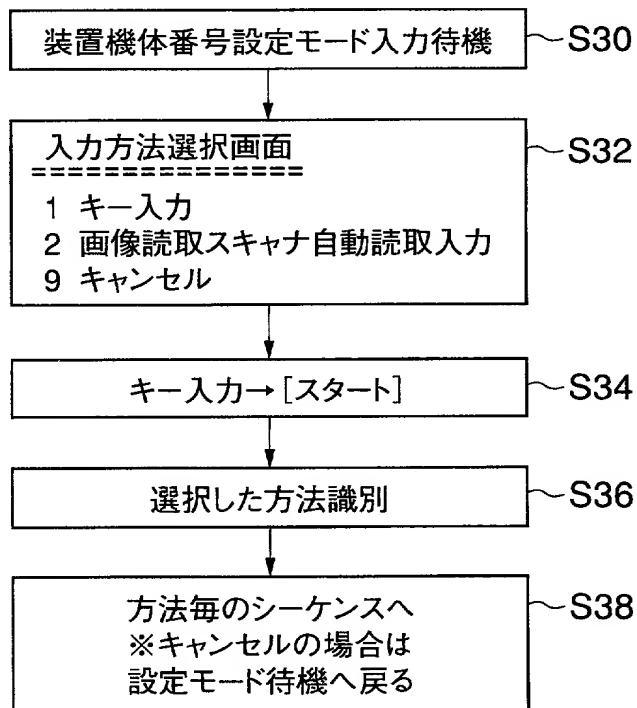 装置機体番号設定モード入力待機
S30
入力方法選択画面
===============
S32
1 キー入力
2 画像読取スキャナ自動読取入力
9 キャンセル
キー入力→[スタート]
S34
選択した方法識別
S36
方法毎のシーケンスへ
S38
※キャンセルの場合は
設定モード待機へ戻る